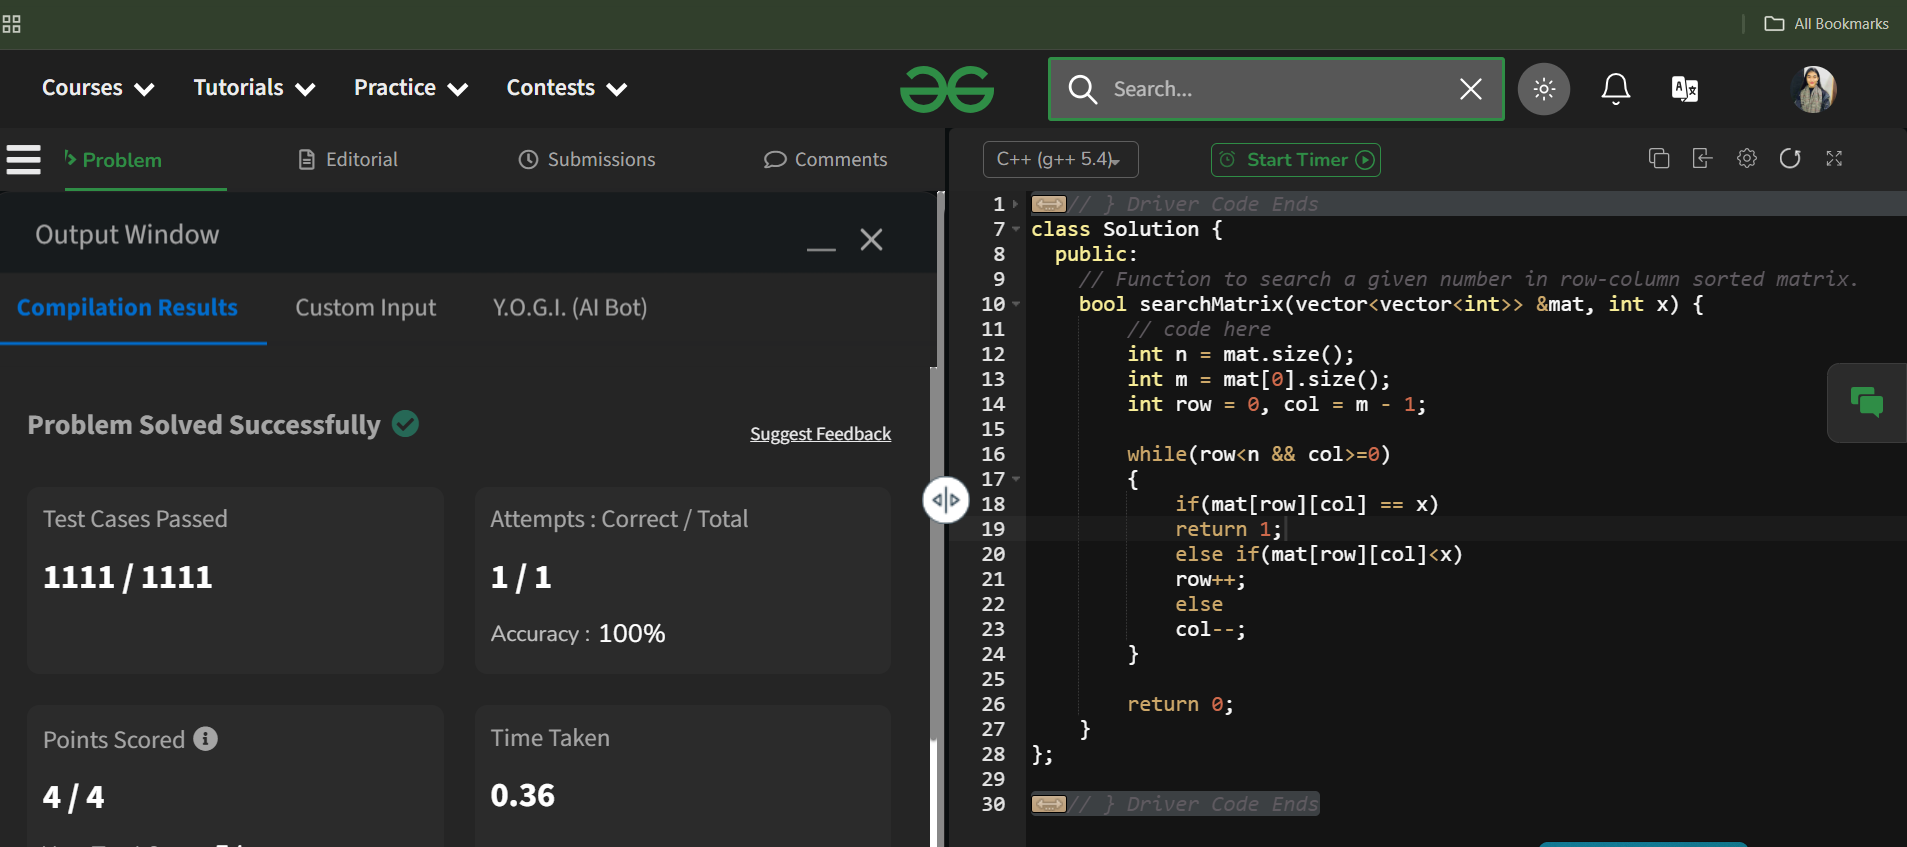 All Bookmarks
Courses Tutorials Practice Contests Search...
Problem Editorial Submissions Comments
Output Window
Compilation Results Custom Input Y.O.G.I. (AI Bot)
Problem Solved Successfully
Suggest Feedback
Test Cases Passed
1111 / 1111
Attempts : Correct / Total
1 / 1
Accuracy : 100%
Points Scored
4 / 4
Time Taken
0.36
C++ (g++ 5.4) Start Timer
1 // } Driver Code Ends
7 class Solution {
8 public:
9 // Function to search a given number in row-column sorted matrix.
10 bool searchMatrix(vector<vector<int>> &mat, int x) {
11 // code here
12 int n = mat.size();
13 int m = mat[0].size();
14 int row = 0, col = m - 1;
15
16 while(row<n && col>=0)
17 {
18 if(mat[row][col] == x)
19 return 1;
20 else if(mat[row][col]<x)
21 row++;
22 else
23 col--;
24 }
25
26 return 0;
27 }
28 };
29
30 // } Driver Code Ends